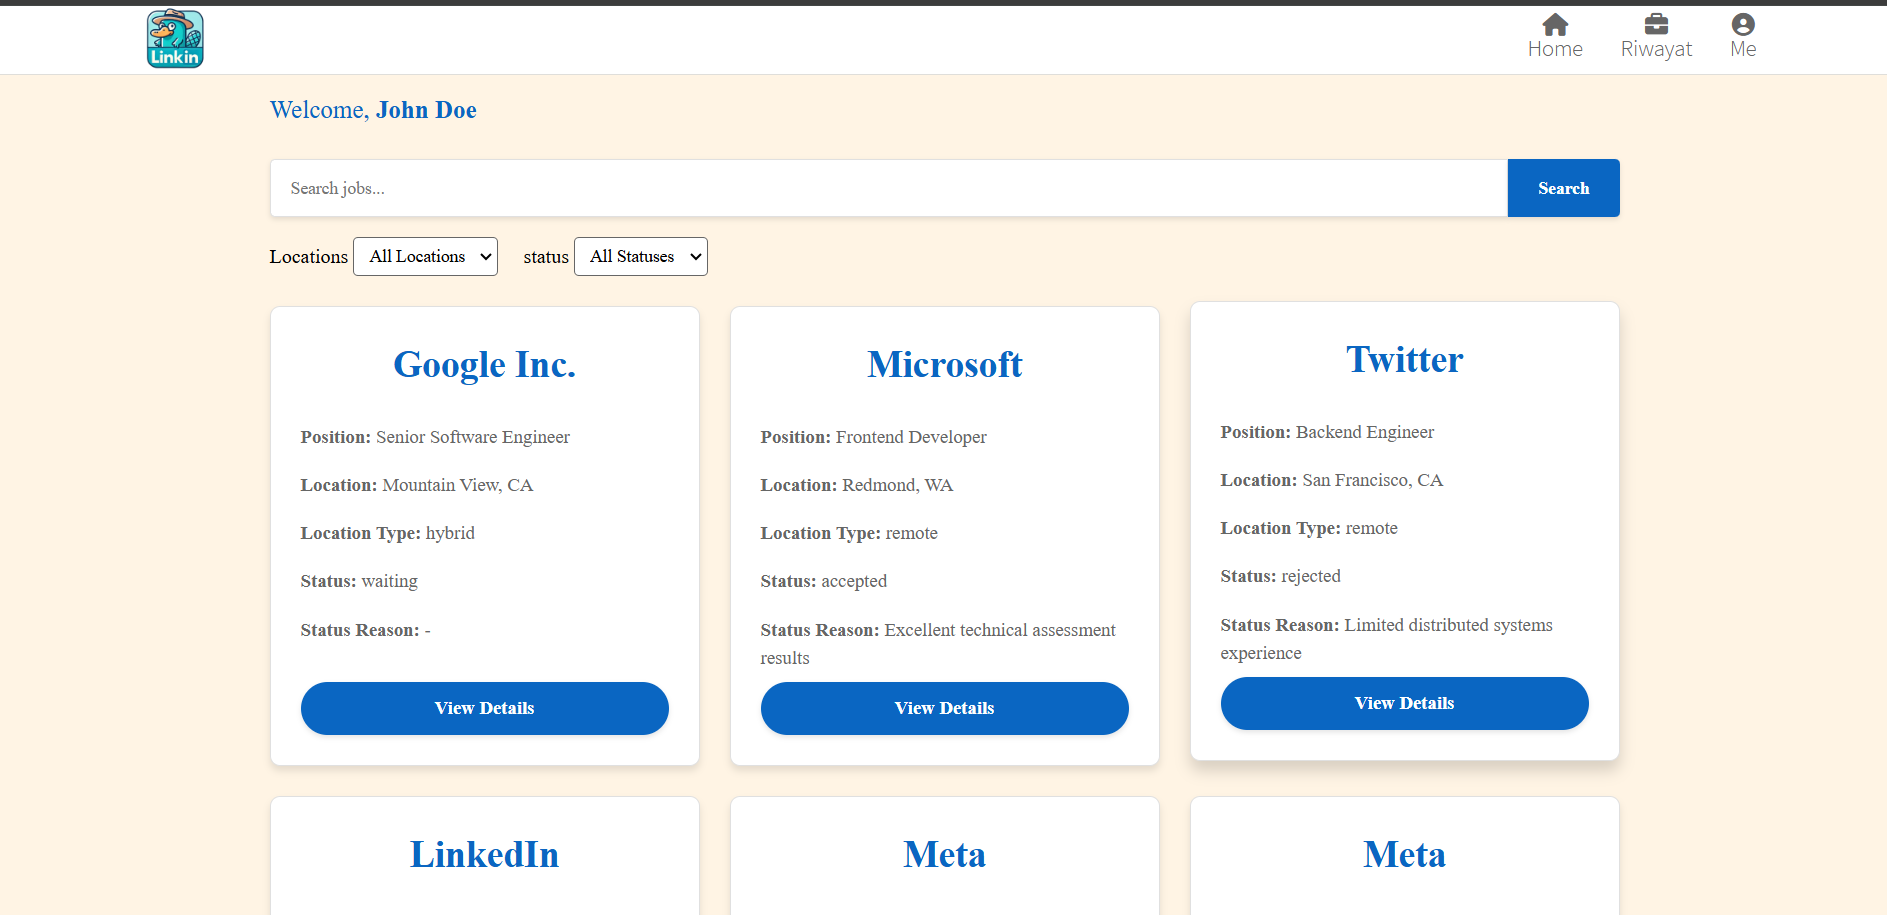 Linkin
Home
Riwayat
Me
Welcome, John Doe
Search jobs...
Search
Locations
All Locations
status
All Statuses
Google Inc.
Position: Senior Software Engineer
Location: Mountain View, CA
Location Type: hybrid
Status: waiting
Status Reason: -
View Details
Microsoft
Position: Frontend Developer
Location: Redmond, WA
Location Type: remote
Status: accepted
Status Reason: Excellent technical assessment
results
View Details
Twitter
Position: Backend Engineer
Location: San Francisco, CA
Location Type: remote
Status: rejected
Status Reason: Limited distributed systems
experience
View Details
LinkedIn
Meta
Meta